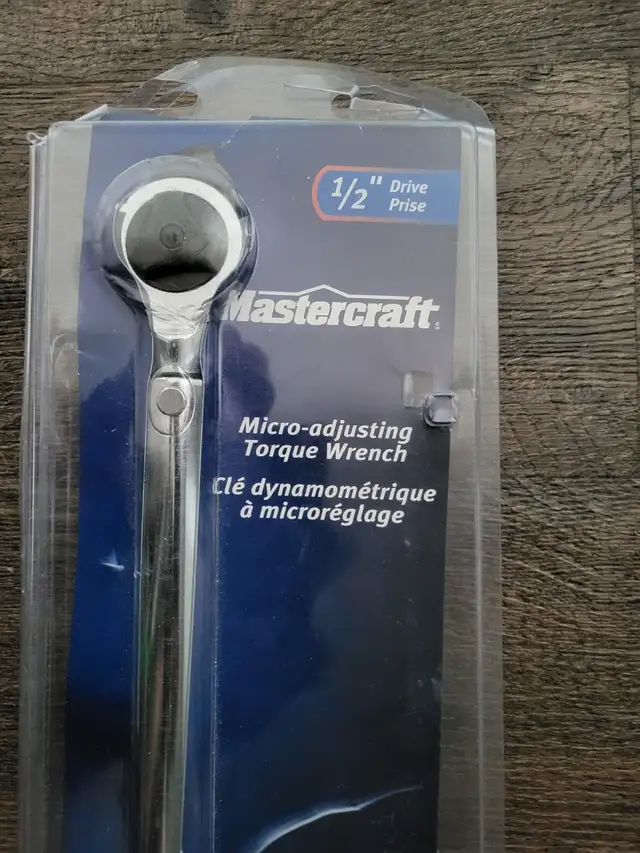 1/2" Drive
Prise
Mastercraft
Micro-adjusting
Torque Wrench
Clé dynamométrique
à microréglage